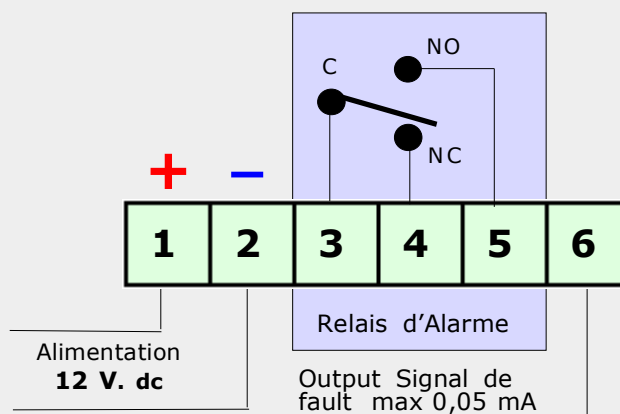 NO
C
NC
+ −
1 2 3 4 5 6
Relais d'Alarme
Alimentation
12 V. dc
Output Signal de
fault max 0,05 mA